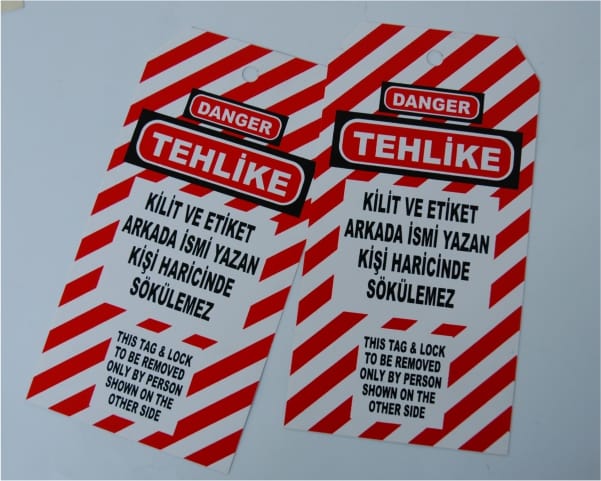 DANGER
TEHLİKE
KİLİT VE ETİKET
ARKADA İSMİ YAZAN
KİŞİ HARİCİNDE
SÖKÜLEMEZ
THIS TAG & LOCK
TO BE REMOVED
ONLY BY PERSON
SHOWN ON THE
OTHER SIDE
DANGER
TEHLİKE
KİLİT VE ETİKET
ARKADA İSMİ YAZAN
KİŞİ HARİCİNDE
SÖKÜLEMEZ
THIS TAG & LOCK
TO BE REMOVED
ONLY BY PERSON
SHOWN ON THE
OTHER SIDE